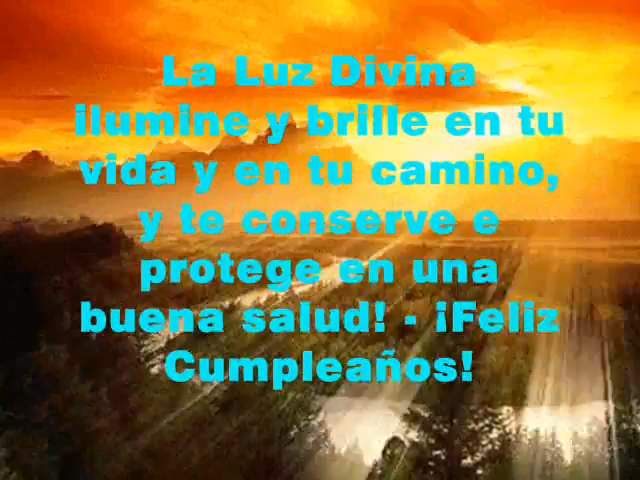 La Luz Divina
ilumine y brille en tu
vida y en tu camino,
y te conserve e
protege en una
buena salud! - ¡Feliz
Cumpleaños!